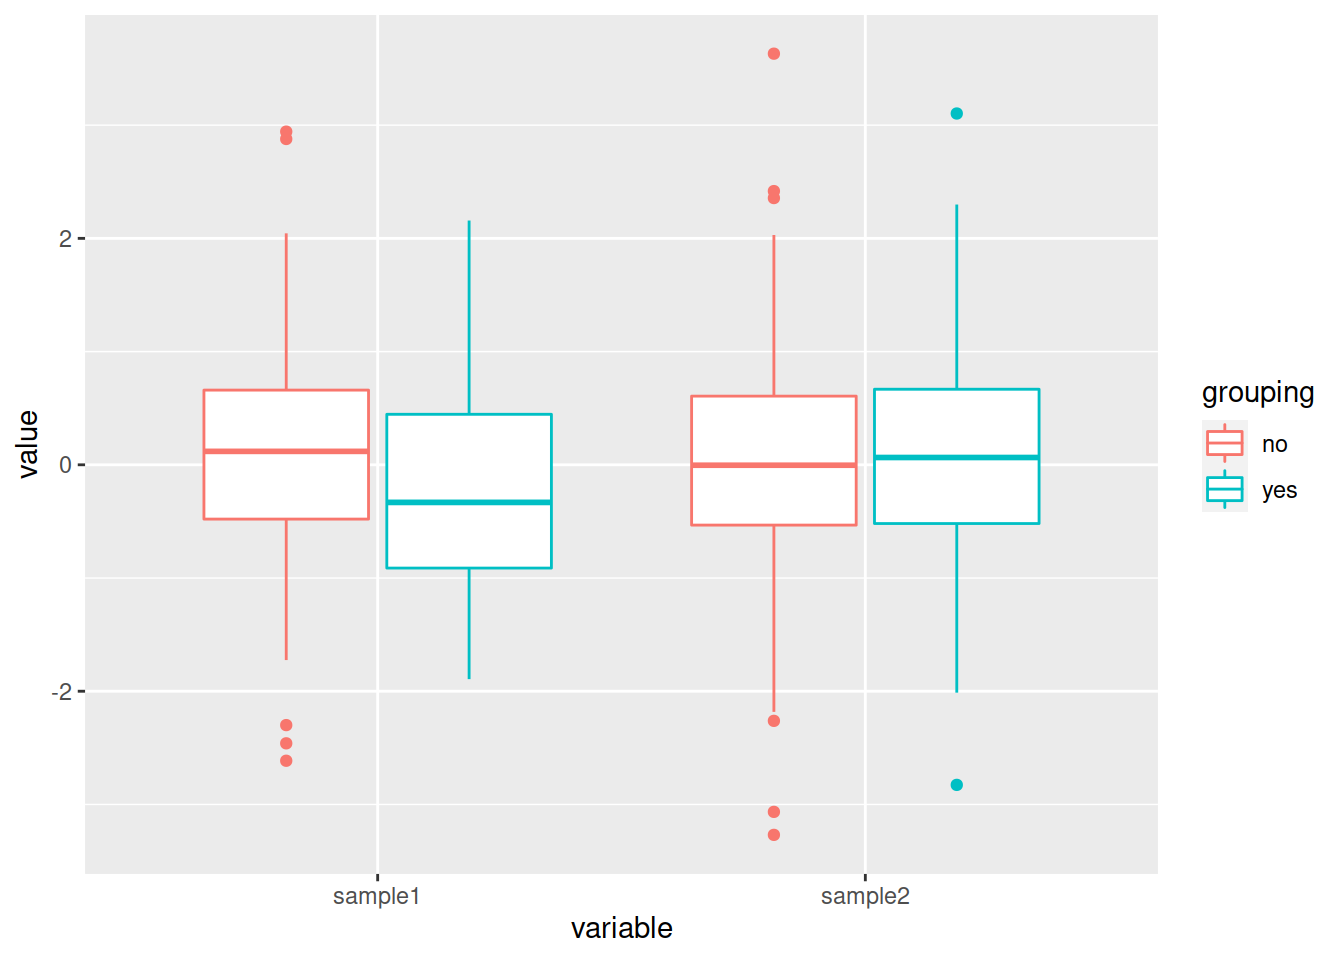 value
2
0
-2
sample1
sample2
variable
grouping
no
yes